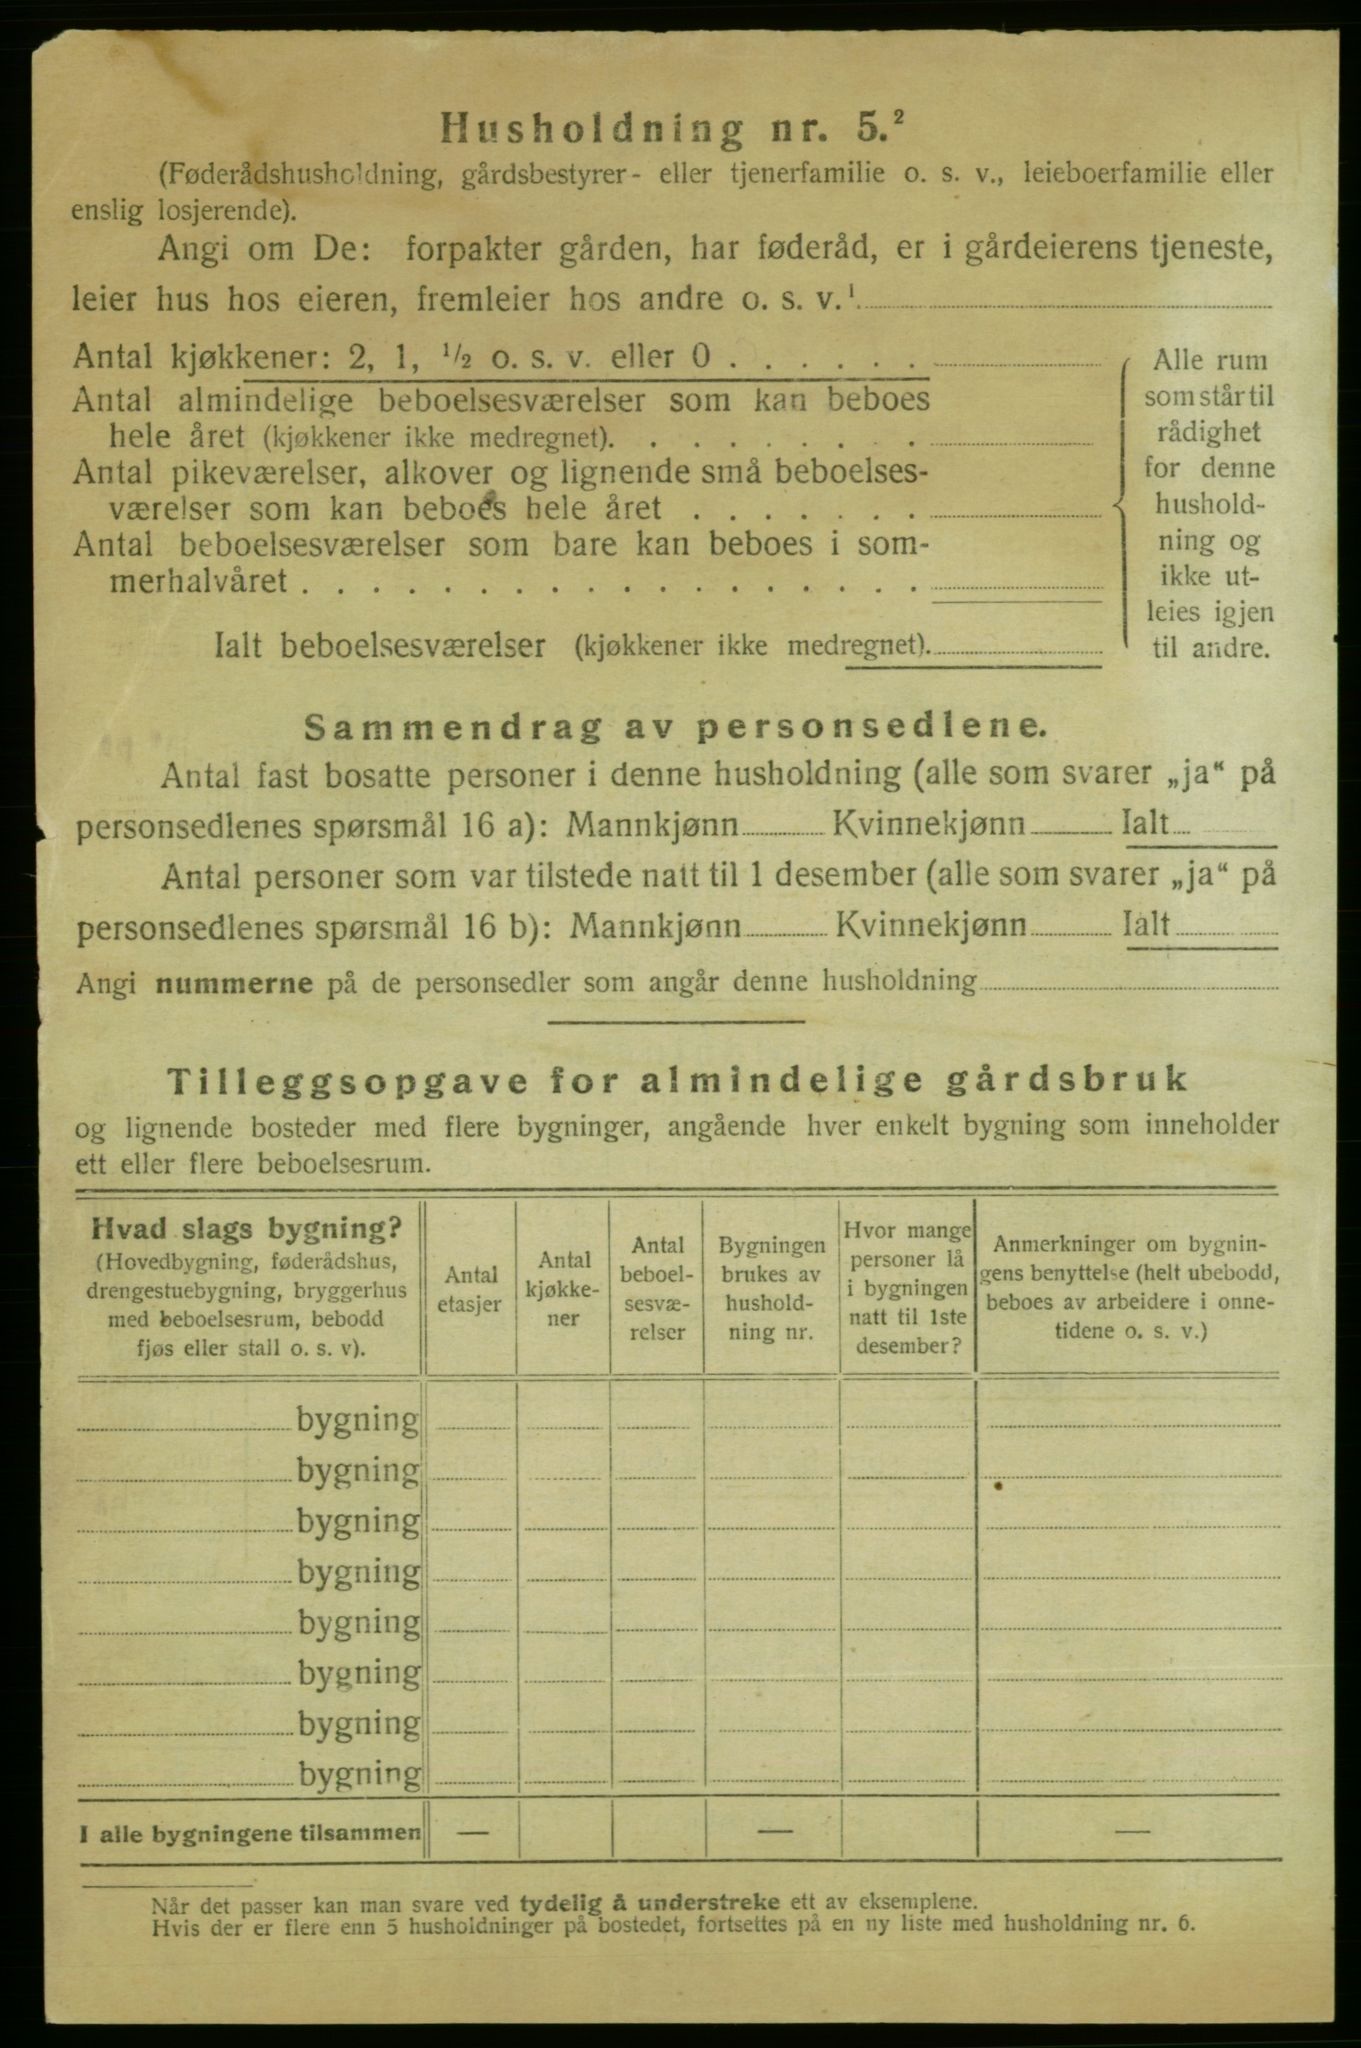 Husholdning nr. 5.²
(Føderådshusholdning, gårdsbestyrer- eller tjenerfamilie o. s. v., leieboerfamilie eller
enslig losjerende).
Angi om De: forpakter gården, har føderåd, er i gårdeierens tjeneste,
leier hus hos eieren, fremleier hos andre o. s. v.¹
Antal kjøkkener: 2, 1, ½ o. s. v. eller 0 . . . . . .
Antal almindelige beboelsesværelser som kan beboes
hele året (kjøkkener ikke medregnet). . . . . . . . .
Antal pikeværelser, alkover og lignende små beboelses-
værelser som kan beboes hele året . . . . . . .
Antal beboelsesværelser som bare kan beboes i som-
merhalvåret . . . . . . . . . . . . . . . .
Ialt beboelsesværelser (kjøkkener ikke medregnet).
Alle rum
som står til
rådighet
for denne
hushold-
ning og
ikke ut-
leies igjen
til andre.
Sammendrag av personsedlene.
Antal fast bosatte personer i denne husholdning (alle som svarer „ja“ på
personsedlenes spørsmål 16 a): Mannkjønn Kvinnekjønn Ialt
Antal personer som var tilstede natt til 1 desember (alle som svarer „ja“ på
personsedlenes spørsmål 16 b): Mannkjønn Kvinnekjønn Ialt
Angi nummerne på de personsedler som angår denne husholdning
Tilleggsopgave for almindelige gårdsbruk
og lignende bosteder med flere bygninger, angående hver enkelt bygning som inneholder
ett eller flere beboelsesrum.
Hvad slags bygning?
(Hovedbygning, føderådshus,
drengestuebygning, bryggerhus
med beboelsesrum, bebodd
fjøs eller stall o. s. v).
Antal
etasjer
Antal
kjøkke-
ner
Antal
beboel-
sesvæ-
relser
Bygningen
brukes av
hushold-
ning nr.
Hvor mange
personer lå
i bygningen
natt til 1ste
desember?
Anmerkninger om bygnin-
gens benyttelse (helt ubebodd,
beboes av arbeidere i onne-
tidene o. s. v.)
bygning
bygning
bygning
bygning
bygning
bygning
bygning
bygning
I alle bygningene tilsammen — — —
Når det passer kan man svare ved tydelig å understreke ett av eksemplene.
Hvis der er flere enn 5 husholdninger på bostedet, fortsettes på en ny liste med husholdning nr. 6.